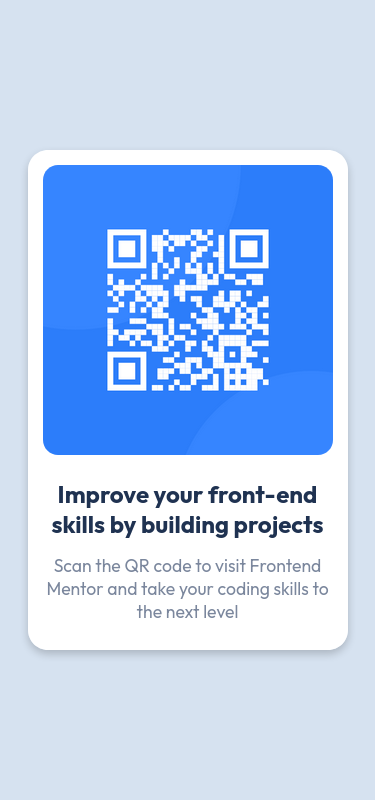 Improve your front-end
skills by building projects
Scan the QR code to visit Frontend
Mentor and take your coding skills to
the next level